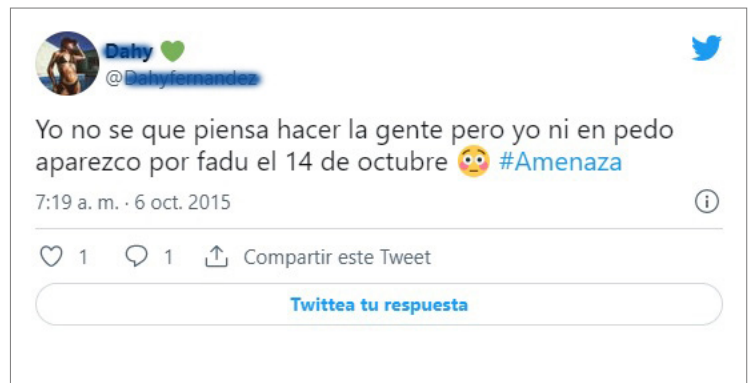 Dahy
@Dahyfernandez
Yo no se que piensa hacer la gente pero yo ni en pedo
aparezco por fadu el 14 de octubre 😳 #Amenaza
7:19 a. m. · 6 oct. 2015
1 1 Compartir este Tweet
Twittea tu respuesta